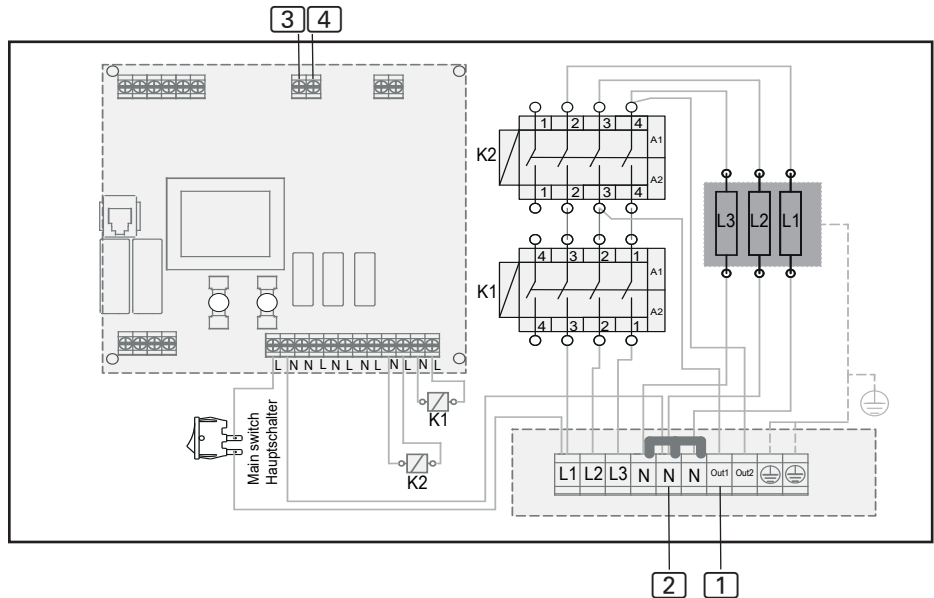 3 4
1 2 3 4
A1
K2
A2
1 2 3 4
L3 L2 L1
4 3 2 1
A1
K1
A2
4 3 2 1
L N N L N L N L N L
K1
Main switch
Hauptschalter
K2
L1 L2 L3 N N N Out1 Out2
2 1